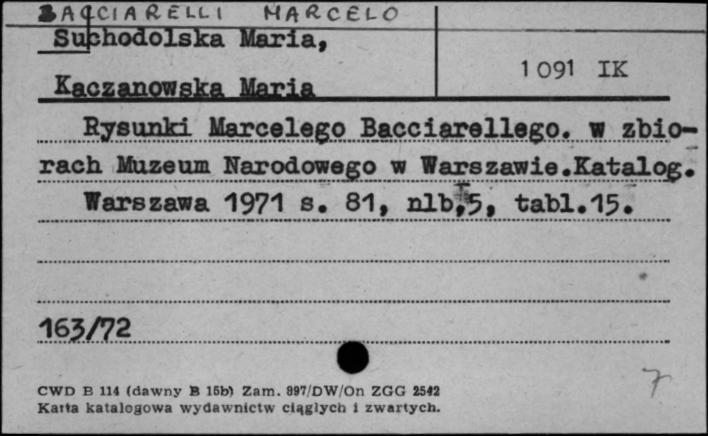 BACCIARELLI MARCELO
Suchodolska Maria,
1091 IK
Kaczanowska Maria
Rysunki Marcelego Bacciarellego. w zbio-
rach Muzeum Narodowego w Warszawie.Katalog.
Warszawa 1971 s. 81, nlb,5, tabl.15.
163/72
7
CWD B 114 (dawny B 15b) Zam. 897/DW/On ZGG 2542
Karta katalogowa wydawnictw ciągłych i zwartych.